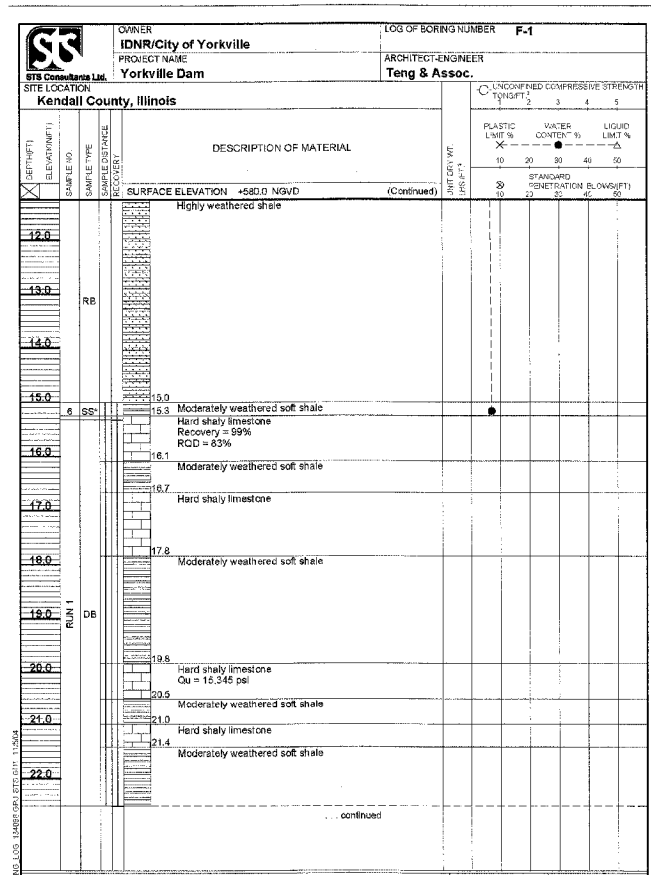 OWNER
IDNR/City of Yorkville
LOG OF BORING NUMBER F-1
STS
STS Consultants Ltd.
PROJECT NAME
Yorkville Dam
ARCHITECT-ENGINEER
Teng & Assoc.
SITE LOCATION
Kendall County, Illinois
UNCONFINED COMPRESSIVE STRENGTH
TONS/FT.2
1 2 3 4 5
DEPTH(FT)
ELEVATION(FT)
SAMPLE NO.
SAMPLE TYPE
SAMPLE DISTANCE
RECOVERY
DESCRIPTION OF MATERIAL
UNIT DRY WT.
LBS./FT.3
PLASTIC LIMIT %
WATER CONTENT %
LIQUID LIMIT %
10 20 30 40 50
STANDARD
PENETRATION BLOWS/(FT)
10 20 30 40 50
SURFACE ELEVATION +580.0 NGVD (Continued)
Highly weathered shale
12.0
13.0
RB
14.0
15.0 15.0
6 SS* 15.3 Moderately weathered soft shale
Hard shaly limestone
Recovery = 99%
RQD = 83%
16.0 16.1
Moderately weathered soft shale
16.7
Hard shaly limestone
17.0
17.8
18.0 Moderately weathered soft shale
RUN 1
19.0 DB
19.8
20.0 Hard shaly limestone
Qu = 15,345 psi
20.5
Moderately weathered soft shale
21.0 21.0
Hard shaly limestone
21.4
Moderately weathered soft shale
22.0
... continued